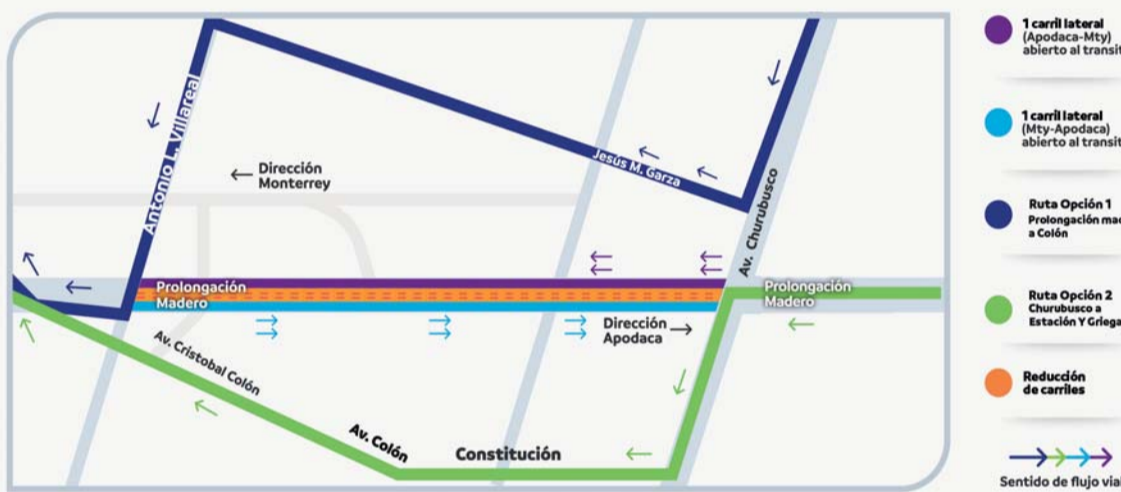 Antonio L. Villareal
← Dirección
Monterrey
Jesús M. Garza
Av. Churubusco
Prolongación
Madero
Prolongación
Madero
Dirección →
Apodaca
Av. Cristobal Colón
Av. Colón
Constitución
1 carril lateral
(Apodaca-Mty)
abierto al transit
1 carril lateral
(Mty-Apodaca)
abierto al transit
Ruta Opción 1
Prolongación mad
a Colón
Ruta Opción 2
Churubusco a
Estación Y Griega
Reducción
de carriles
Sentido de flujo vial